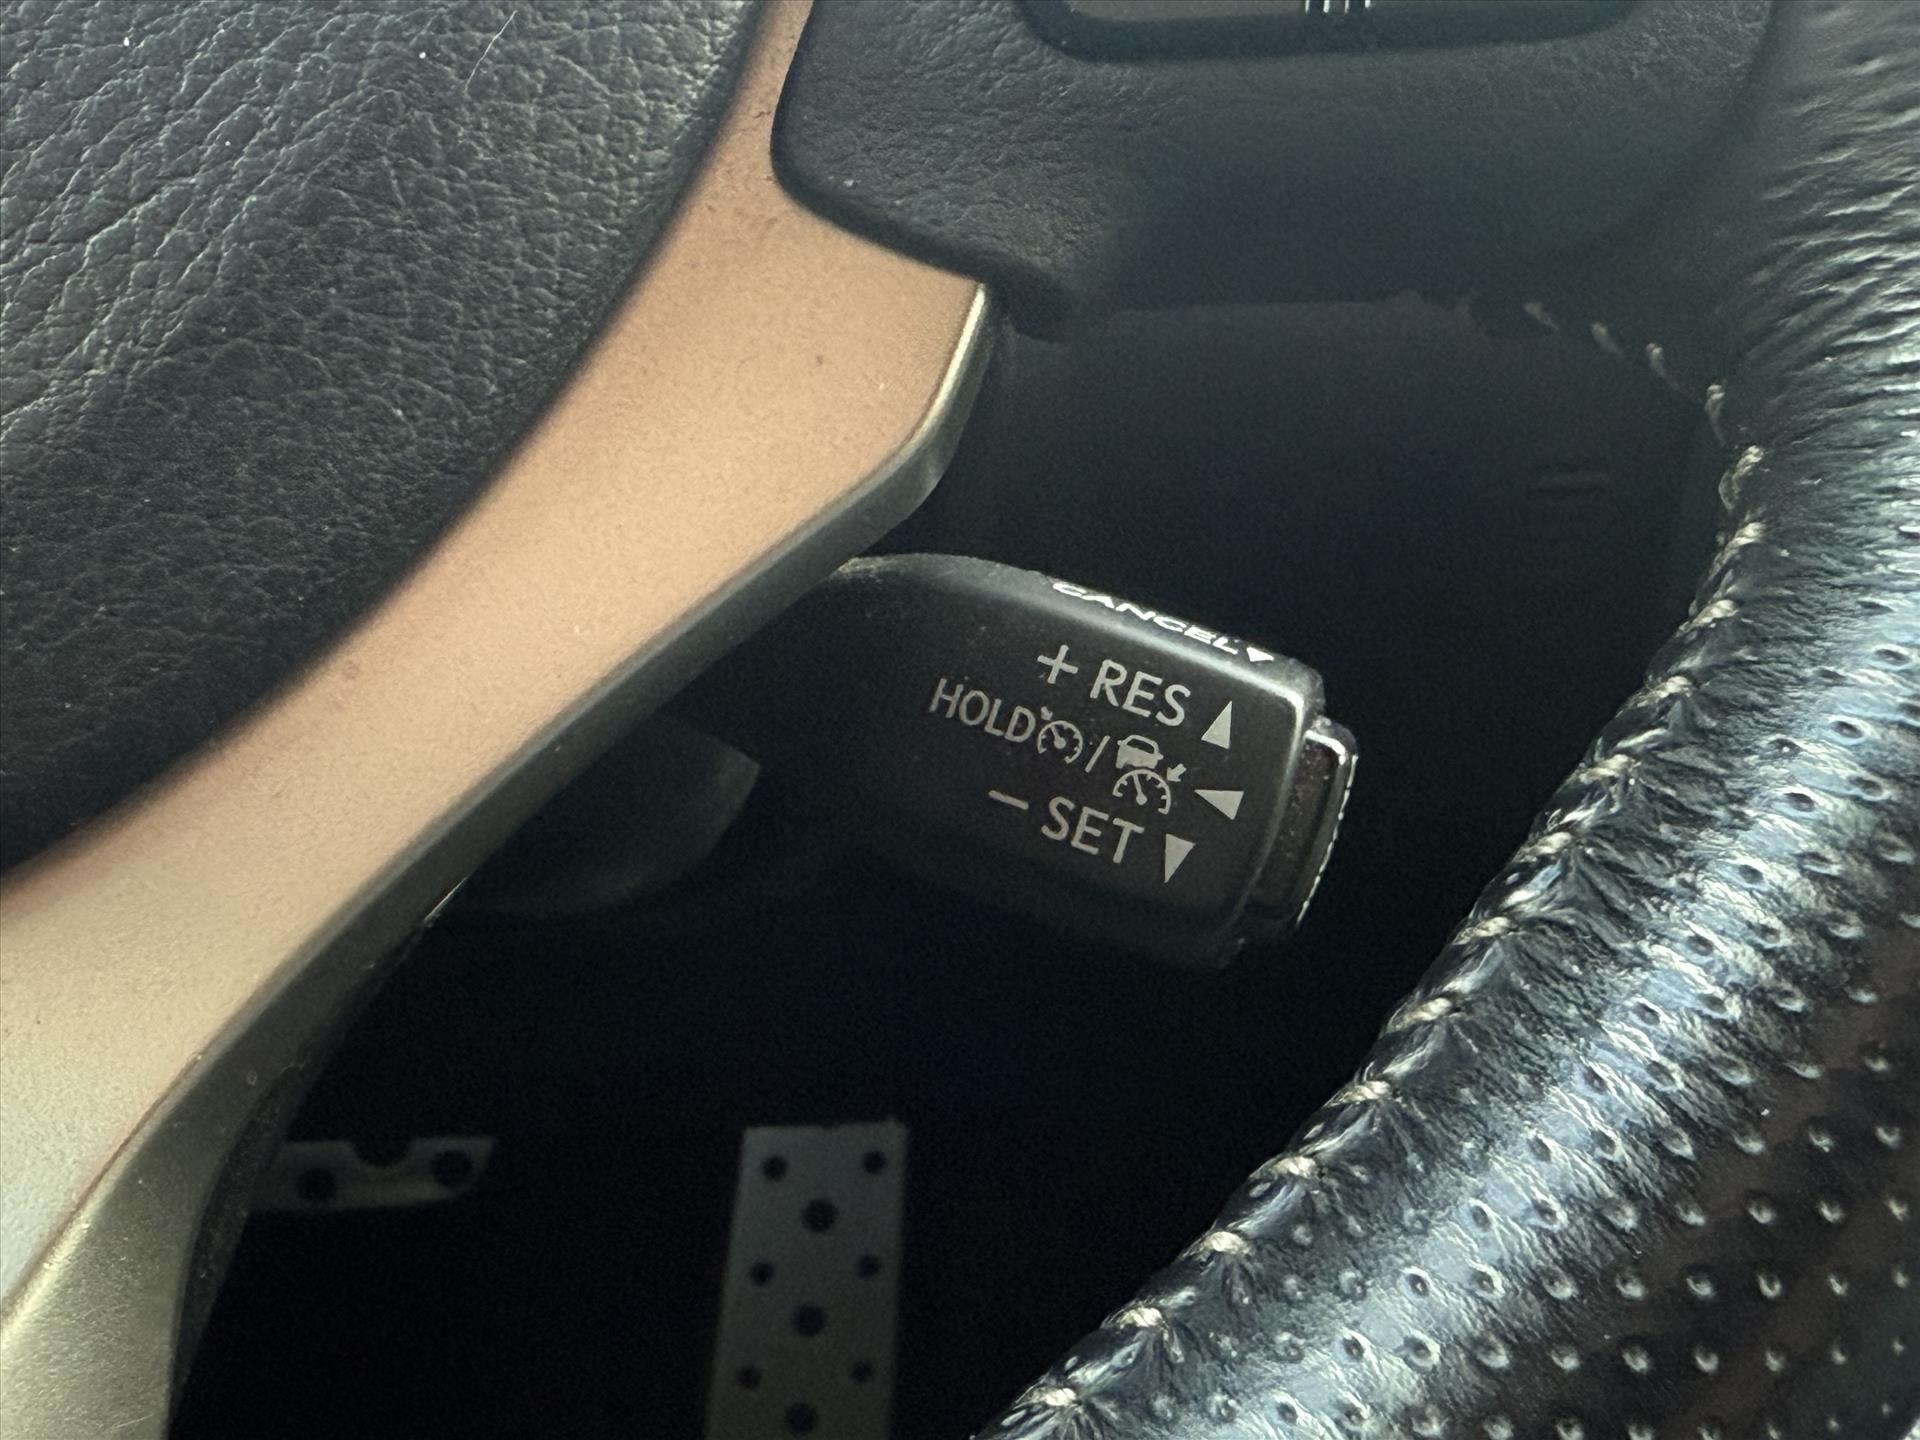 CANCEL
+ RES
HOLD /
− SET